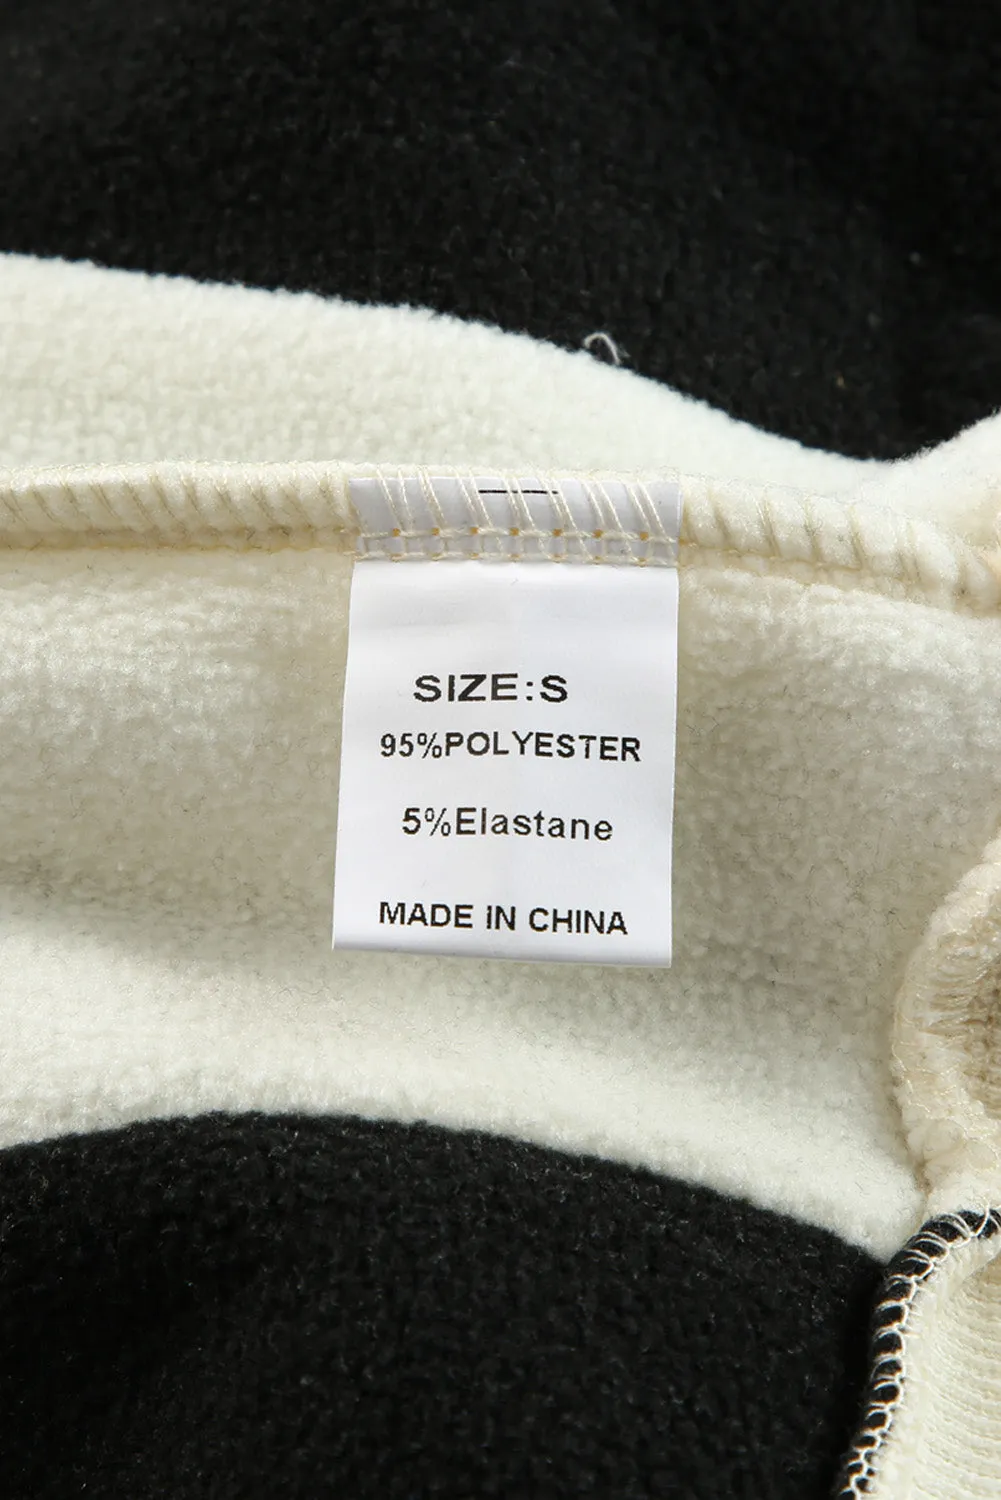 SIZE:S
95%POLYESTER
5%Elastane
MADE IN CHINA